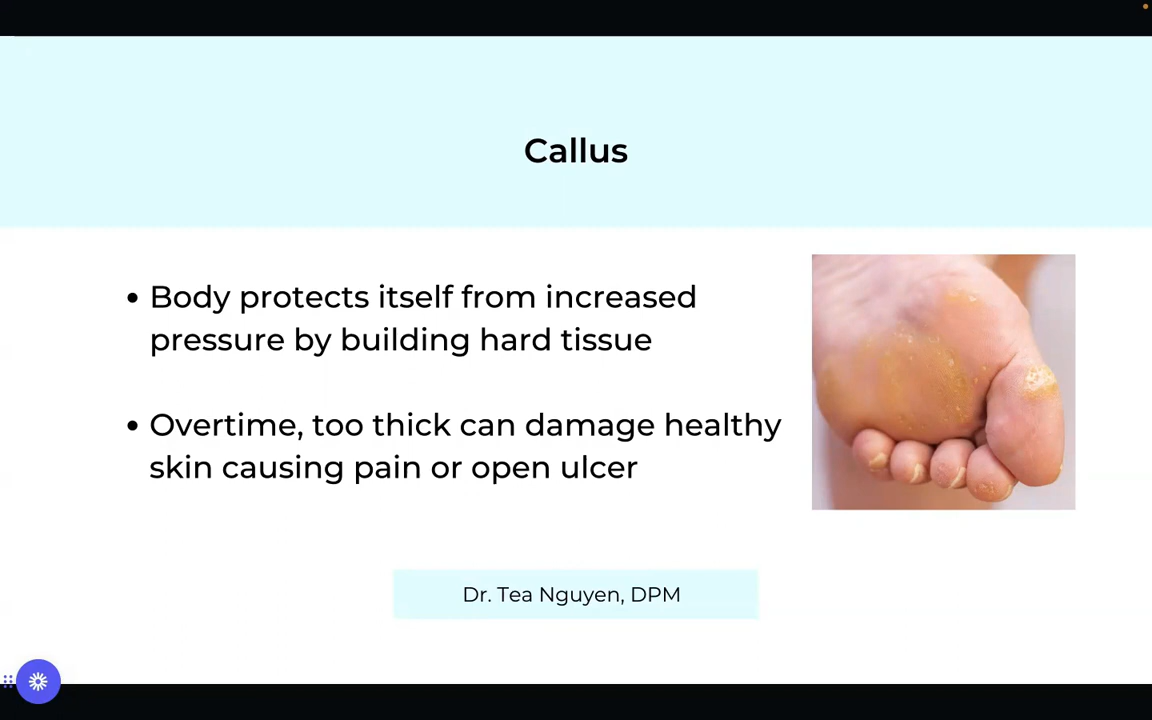 Callus
• Body protects itself from increased
pressure by building hard tissue
• Overtime, too thick can damage healthy
skin causing pain or open ulcer
Dr. Tea Nguyen, DPM